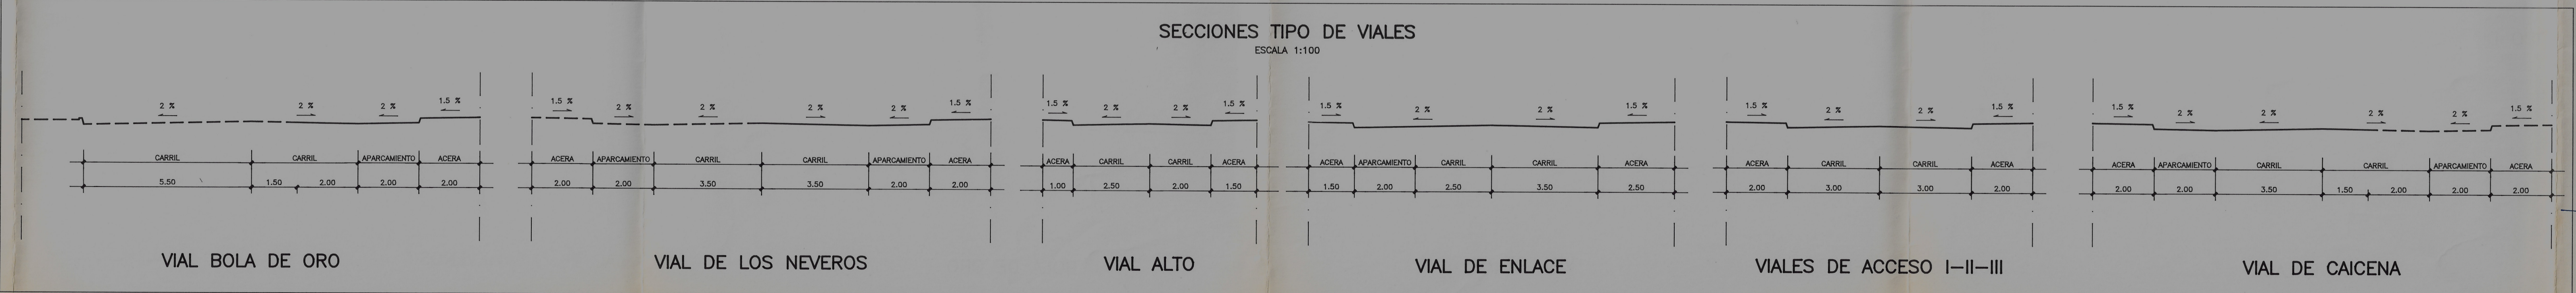 SECCIONES TIPO DE VIALES
ESCALA 1:100
2 % 2 % 2 % 1.5 %
CARRIL CARRIL APARCAMIENTO ACERA
5.50 1.50 2.00 2.00 2.00
VIAL BOLA DE ORO
1.5 % 2 % 2 % 2 % 2 % 1.5 %
ACERA APARCAMIENTO CARRIL CARRIL APARCAMIENTO ACERA
2.00 2.00 3.50 3.50 2.00 2.00
VIAL DE LOS NEVEROS
1.5 % 2 % 2 % 1.5 %
ACERA CARRIL CARRIL ACERA
1.00 2.50 2.00 1.50
VIAL ALTO
1.5 % 2 % 2 % 1.5 %
ACERA APARCAMIENTO CARRIL CARRIL ACERA
1.50 2.00 2.50 3.50 2.50
VIAL DE ENLACE
1.5 % 2 % 2 % 1.5 %
ACERA CARRIL CARRIL ACERA
2.00 3.00 3.00 2.00
VIALES DE ACCESO I-II-III
1.5 % 2 % 2 % 2 % 2 % 1.5 %
ACERA APARCAMIENTO CARRIL CARRIL APARCAMIENTO ACERA
2.00 2.00 3.50 1.50 2.00 2.00 2.00
VIAL DE CAICENA